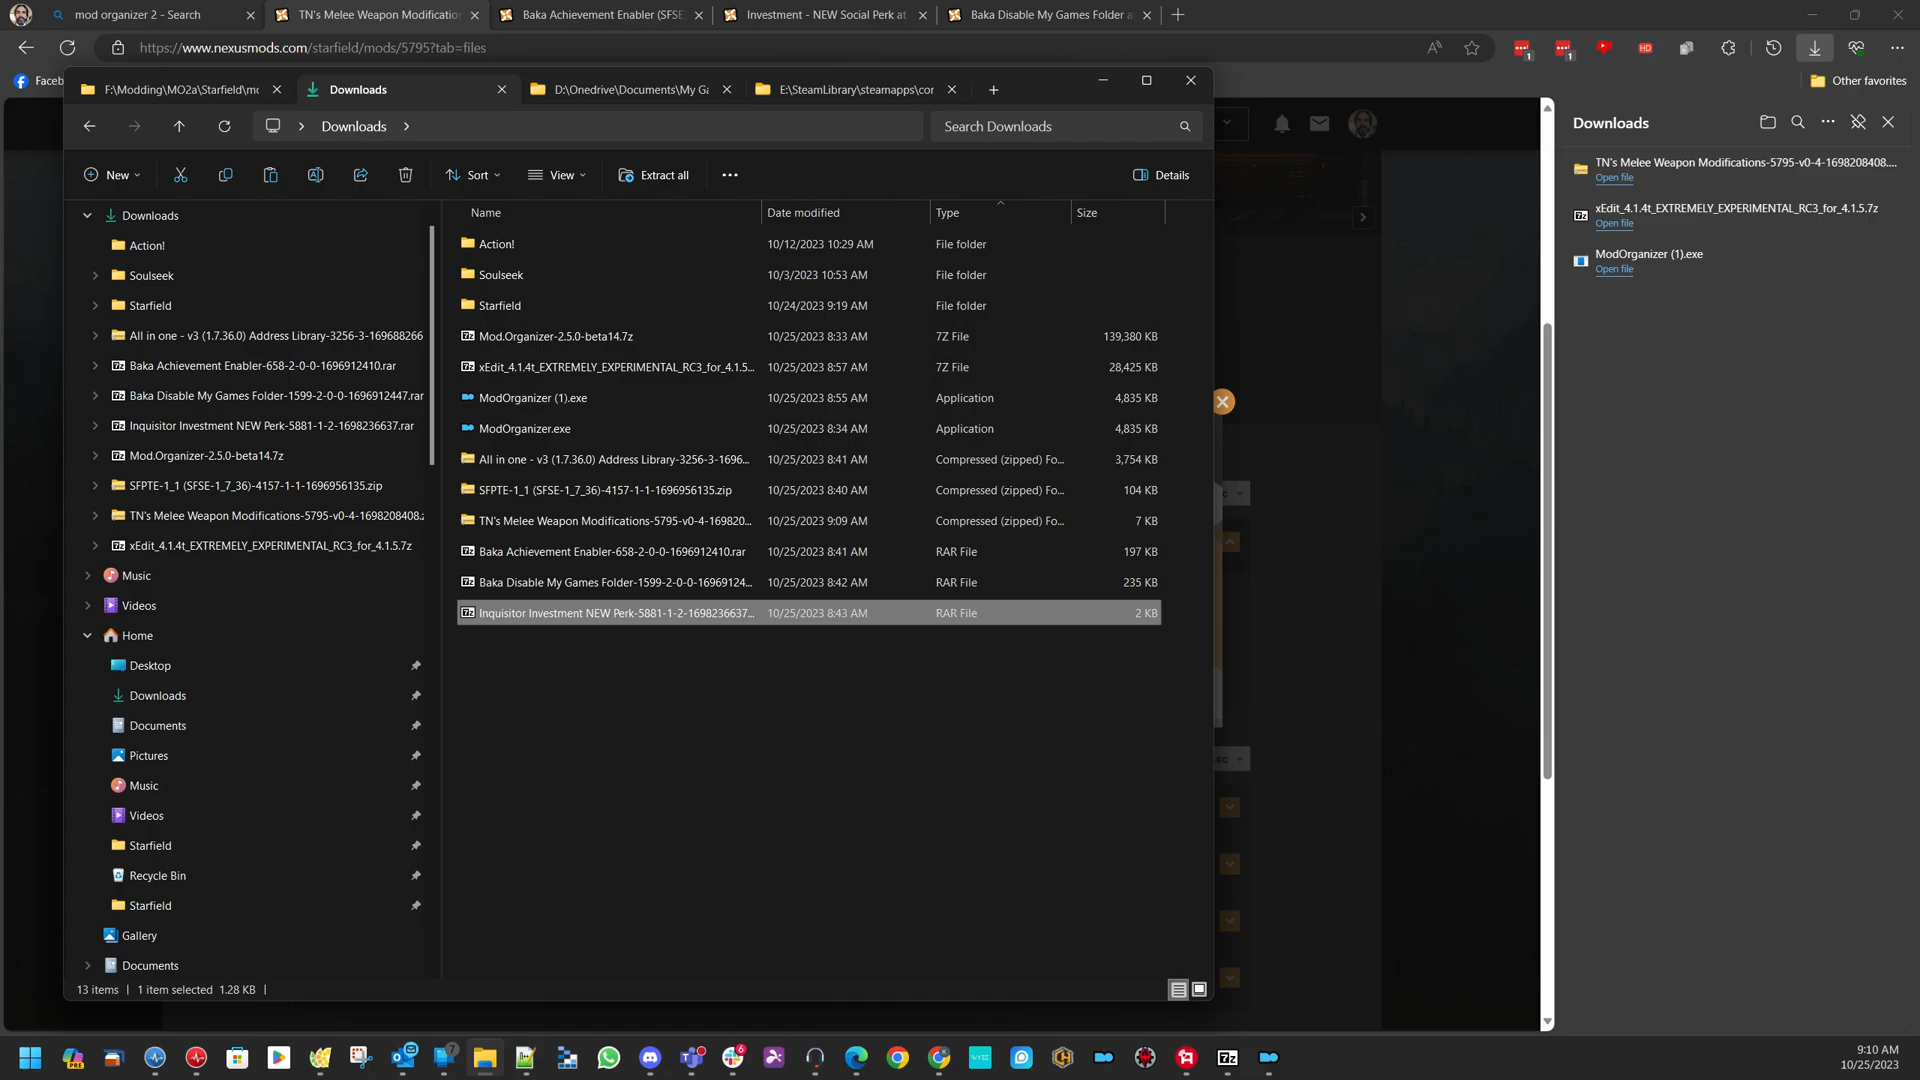 mod organizer 2 - Search
TN's Melee Weapon Modification
Baka Achievement Enabler (SFSE
Investment - NEW Social Perk at
Baka Disable My Games Folder a
https://www.nexusmods.com/starfield/mods/5795?tab=files
Faceb
Other favorites
F:\Modding\MO2a\Starfield\mo
Downloads
D:\Onedrive\Documents\My Ga
E:\SteamLibrary\steamapps\cor
Downloads
Search Downloads
New
Sort
View
Extract all
Details
Name
Date modified
Type
Size
Action! 10/12/2023 10:29 AM File folder
Soulseek 10/3/2023 10:53 AM File folder
Starfield 10/24/2023 9:19 AM File folder
Mod.Organizer-2.5.0-beta14.7z 10/25/2023 8:33 AM 7Z File 139,380 KB
xEdit_4.1.4t_EXTREMELY_EXPERIMENTAL_RC3_for_4.1.5... 10/25/2023 8:57 AM 7Z File 28,425 KB
ModOrganizer (1).exe 10/25/2023 8:55 AM Application 4,835 KB
ModOrganizer.exe 10/25/2023 8:34 AM Application 4,835 KB
All in one - v3 (1.7.36.0) Address Library-3256-3-1696... 10/25/2023 8:41 AM Compressed (zipped) Fo... 3,754 KB
SFPTE-1_1 (SFSE-1_7_36)-4157-1-1-1696956135.zip 10/25/2023 8:40 AM Compressed (zipped) Fo... 104 KB
TN's Melee Weapon Modifications-5795-v0-4-169820... 10/25/2023 9:09 AM Compressed (zipped) Fo... 7 KB
Baka Achievement Enabler-658-2-0-0-1696912410.rar 10/25/2023 8:41 AM RAR File 197 KB
Baka Disable My Games Folder-1599-2-0-0-16969124... 10/25/2023 8:42 AM RAR File 235 KB
Inquisitor Investment NEW Perk-5881-1-2-1698236637... 10/25/2023 8:43 AM RAR File 2 KB
Downloads
Action!
Soulseek
Starfield
All in one - v3 (1.7.36.0) Address Library-3256-3-169688266
Baka Achievement Enabler-658-2-0-0-1696912410.rar
Baka Disable My Games Folder-1599-2-0-0-1696912447.rar
Inquisitor Investment NEW Perk-5881-1-2-1698236637.rar
Mod.Organizer-2.5.0-beta14.7z
SFPTE-1_1 (SFSE-1_7_36)-4157-1-1-1696956135.zip
TN's Melee Weapon Modifications-5795-v0-4-1698208408.z
xEdit_4.1.4t_EXTREMELY_EXPERIMENTAL_RC3_for_4.1.5.7z
Music
Videos
Home
Desktop
Downloads
Documents
Pictures
Music
Videos
Starfield
Recycle Bin
Starfield
Gallery
Documents
13 items
1 item selected 1.28 KB
Downloads
TN's Melee Weapon Modifications-5795-v0-4-1698208408....
Open file
xEdit_4.1.4t_EXTREMELY_EXPERIMENTAL_RC3_for_4.1.5.7z
Open file
ModOrganizer (1).exe
Open file
9:10 AM
10/25/2023